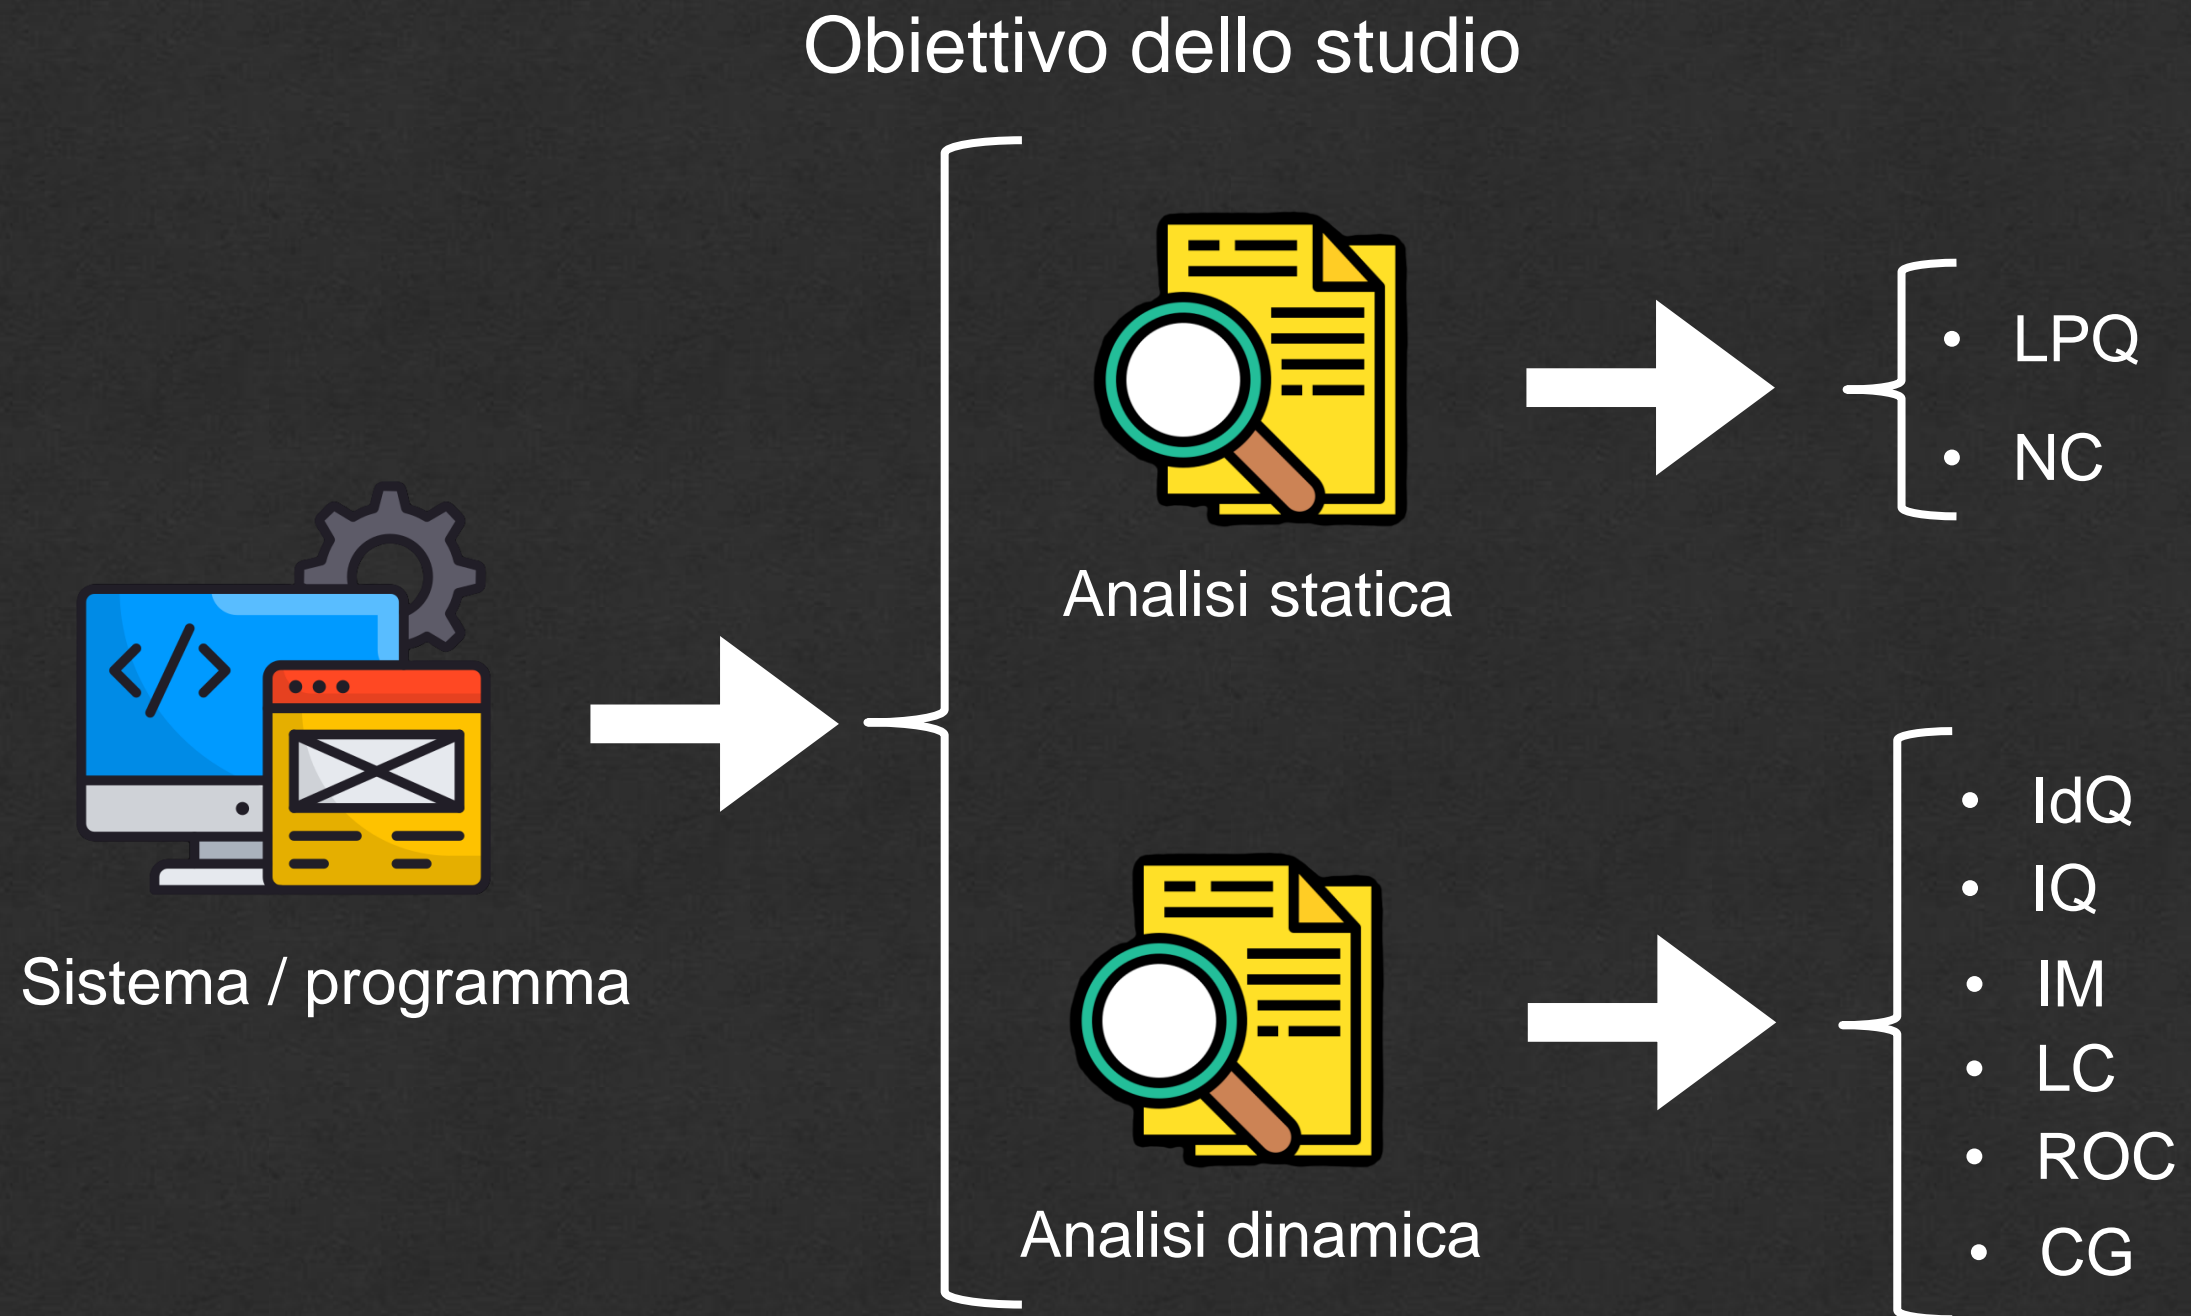 Obiettivo dello studio
Sistema / programma
Analisi statica
• LPQ
• NC
Analisi dinamica
• IdQ
• IQ
• IM
• LC
• ROC
• CG